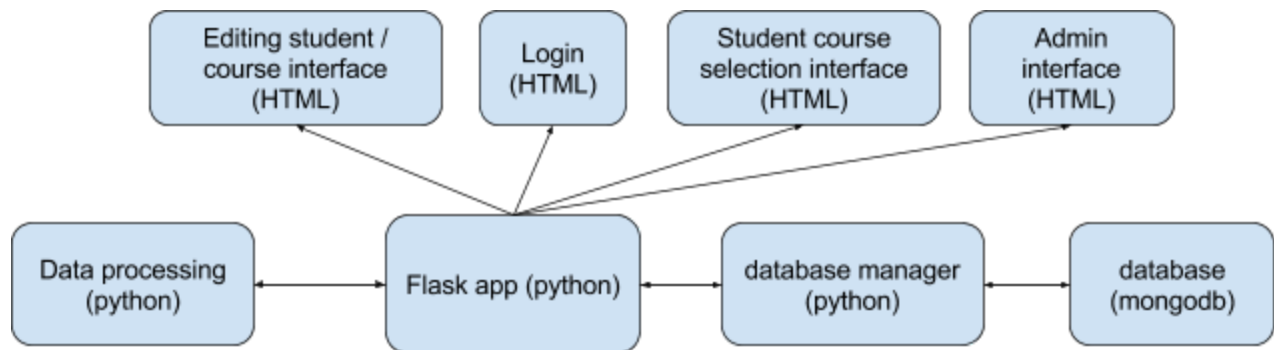 Editing student /
course interface
(HTML)
Login
(HTML)
Student course
selection interface
(HTML)
Admin
interface
(HTML)
Data processing
(python)
Flask app (python)
database manager
(python)
database
(mongodb)